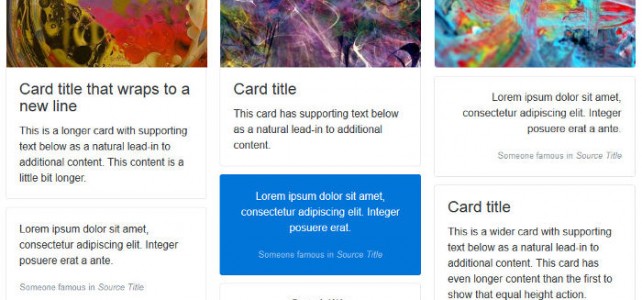 Card title that wraps to a
new line
This is a longer card with supporting
text below as a natural lead-in to
additional content. This content is a
little bit longer.
Lorem ipsum dolor sit amet,
consectetur adipiscing elit. Integer
posuere erat a ante.
Someone famous in Source Title
Card title
This card has supporting text below
as a natural lead-in to additional
content.
Lorem ipsum dolor sit amet,
consectetur adipiscing elit. Integer
posuere erat.
Someone famous in Source Title
Lorem ipsum dolor sit amet,
consectetur adipiscing elit. Integer
posuere erat a ante.
Someone famous in Source Title
Card title
This is a wider card with supporting
text below as a natural lead-in to
additional content. This card has
even longer content than the first to
show that equal height action.